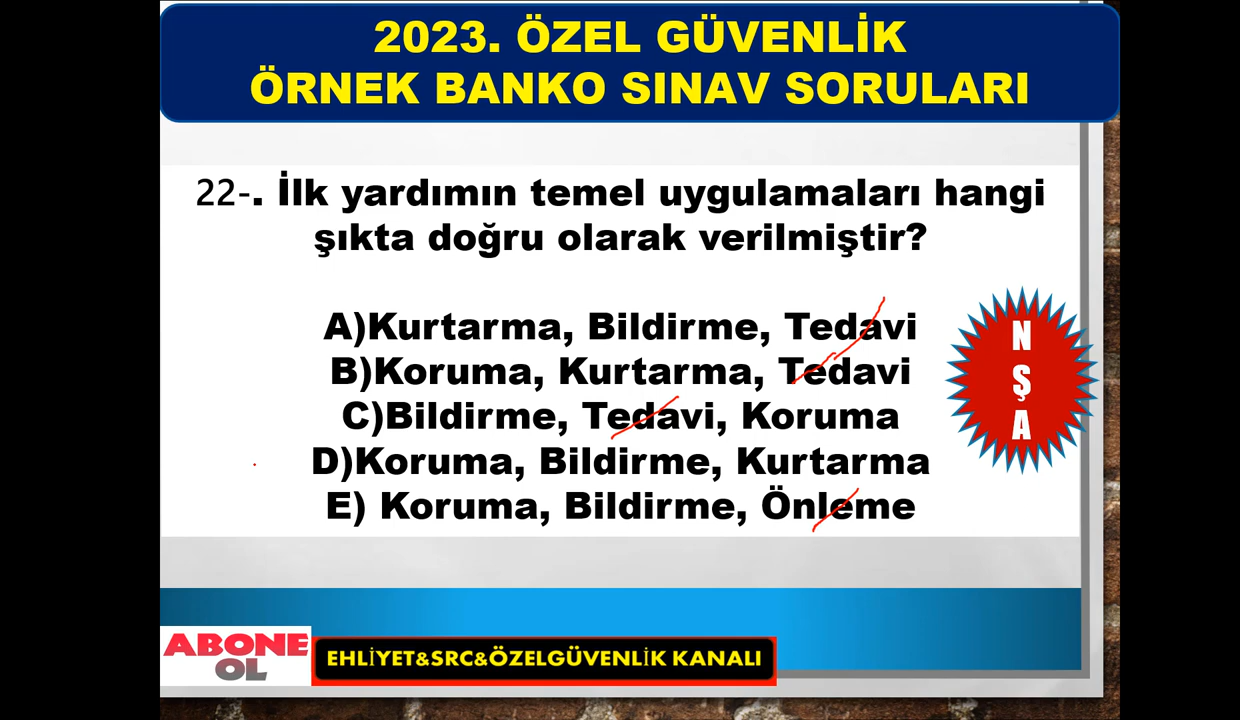 2023. ÖZEL GÜVENLİK
ÖRNEK BANKO SINAV SORULARI
22-. İlk yardımın temel uygulamaları hangi
şıkta doğru olarak verilmiştir?
A)Kurtarma, Bildirme, Tedavi
B)Koruma, Kurtarma, Tedavi
C)Bildirme, Tedavi, Koruma
D)Koruma, Bildirme, Kurtarma
E) Koruma, Bildirme, Önleme
N
Ş
A
ABONE
OL
EHLİYET&SRC&ÖZELGÜVENLİK KANALI